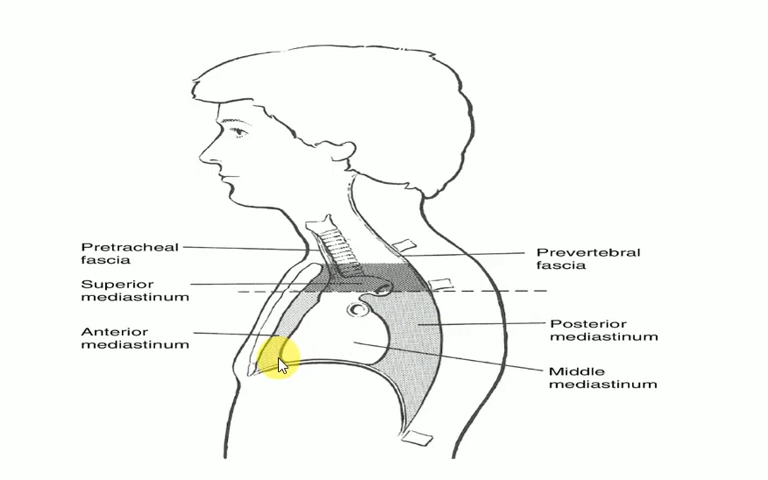 Pretracheal
fascia
Superior
mediastinum
Anterior
mediastinum
Prevertebral
fascia
Posterior
mediastinum
Middle
mediastinum